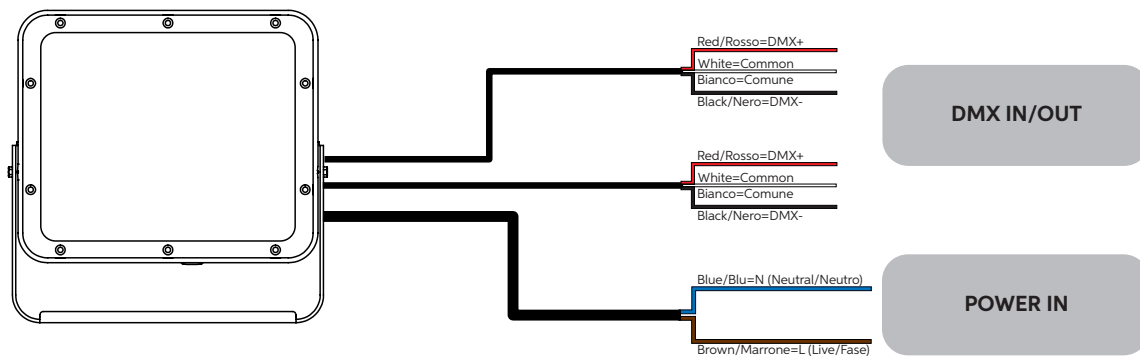 Red/Rosso=DMX+
White=Common
Bianco=Comune
Black/Nero=DMX-
DMX IN/OUT
Red/Rosso=DMX+
White=Common
Bianco=Comune
Black/Nero=DMX-
Blue/Blu=N (Neutral/Neutro)
POWER IN
Brown/Marrone=L (Live/Fase)